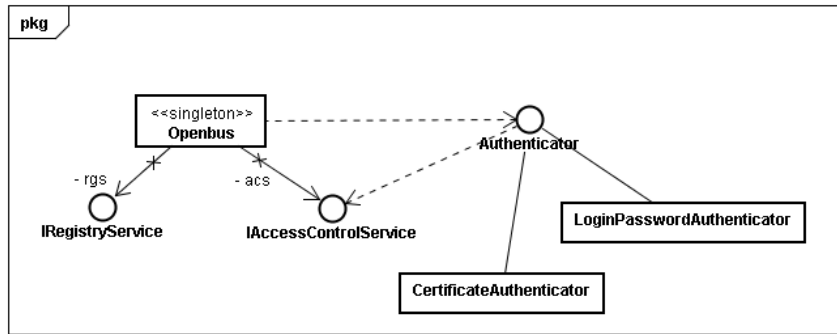 pkg
<<singleton>>
Openbus
Authenticator
- rgs
- acs
IRegistryService
IAccessControlService
LoginPasswordAuthenticator
CertificateAuthenticator